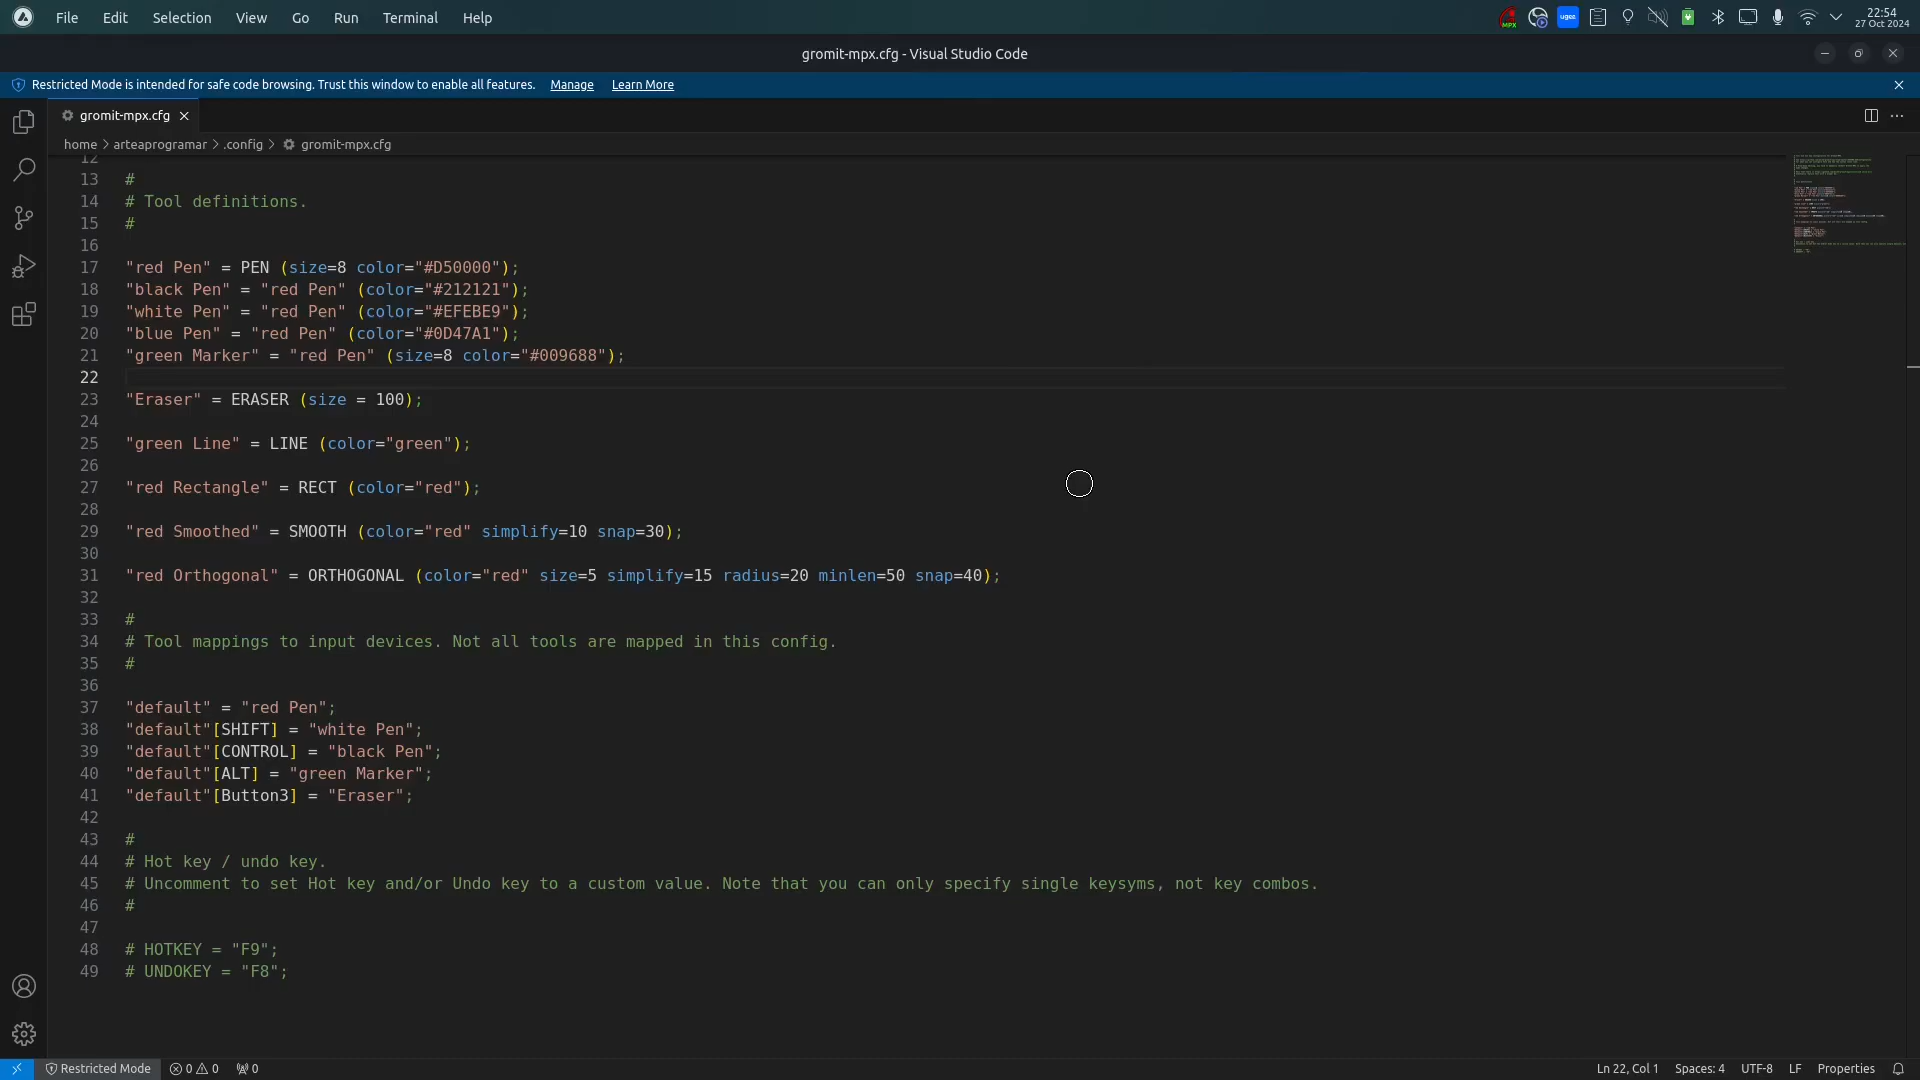 File Edit Selection View Go Run Terminal Help
MPX
ugee
22:54
27 Oct 2024
gromit-mpx.cfg - Visual Studio Code
Restricted Mode is intended for safe code browsing. Trust this window to enable all features. Manage Learn More
gromit-mpx.cfg
home > arteaprogramar > .config > gromit-mpx.cfg
12
13 #
14 # Tool definitions.
15 #
16
17 "red Pen" = PEN (size=8 color="#D50000");
18 "black Pen" = "red Pen" (color="#212121");
19 "white Pen" = "red Pen" (color="#EFEBE9");
20 "blue Pen" = "red Pen" (color="#0D47A1");
21 "green Marker" = "red Pen" (size=8 color="#009688");
22
23 "Eraser" = ERASER (size = 100);
24
25 "green Line" = LINE (color="green");
26
27 "red Rectangle" = RECT (color="red");
28
29 "red Smoothed" = SMOOTH (color="red" simplify=10 snap=30);
30
31 "red Orthogonal" = ORTHOGONAL (color="red" size=5 simplify=15 radius=20 minlen=50 snap=40);
32
33 #
34 # Tool mappings to input devices. Not all tools are mapped in this config.
35 #
36
37 "default" = "red Pen";
38 "default"[SHIFT] = "white Pen";
39 "default"[CONTROL] = "black Pen";
40 "default"[ALT] = "green Marker";
41 "default"[Button3] = "Eraser";
42
43 #
44 # Hot key / undo key.
45 # Uncomment to set Hot key and/or Undo key to a custom value. Note that you can only specify single keysyms, not key combos.
46 #
47
48 # HOTKEY = "F9";
49 # UNDOKEY = "F8";
Restricted Mode 0 0 0 Ln 22, Col 1 Spaces: 4 UTF-8 LF Properties